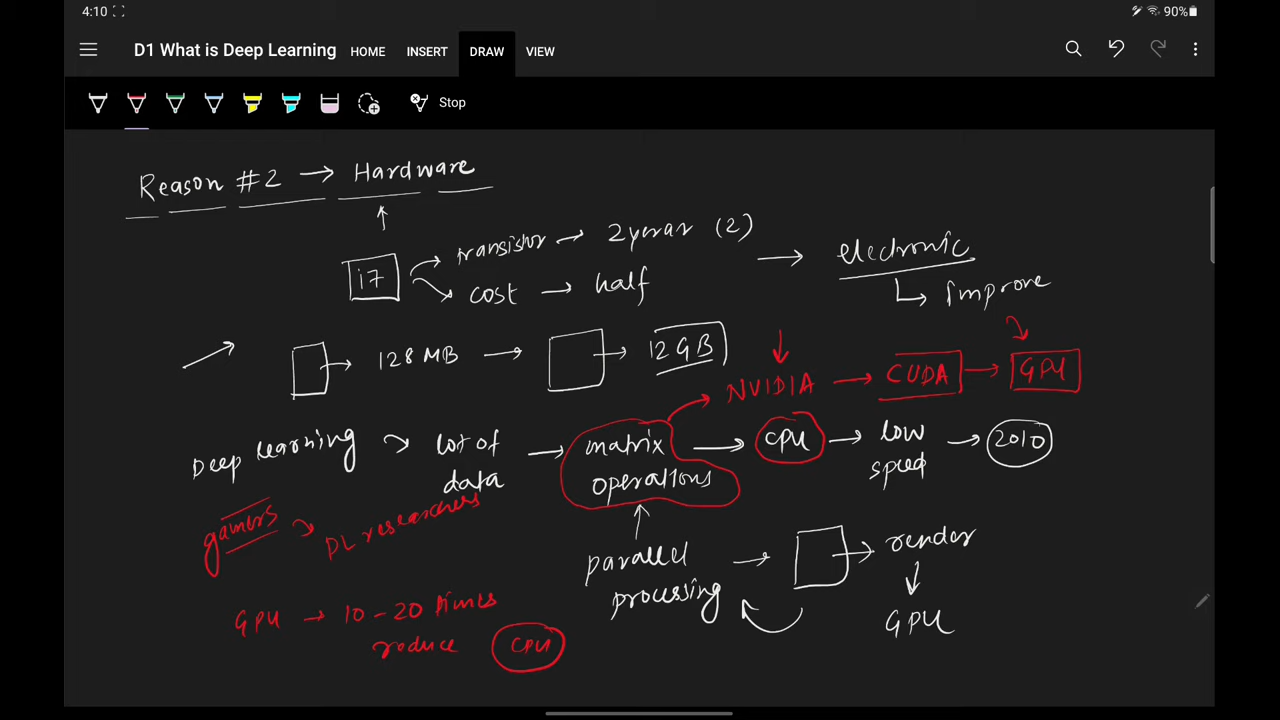 4:10
90%
D1 What is Deep Learning HOME INSERT DRAW VIEW
Stop
Reason #2 → Hardware
i7 → transistor → 2 yerar (2) → electronic
→ cost → half
↳ improve
→ 128 MB → → 12 GB
NVIDIA → CUDA → GPU
Deep learning → lot of data → matrix operations → CPU → low speed → 2010
gamers → DL researchers
parallel processing → → render
GPU
GPU → 10 - 20 times
reduce CPU